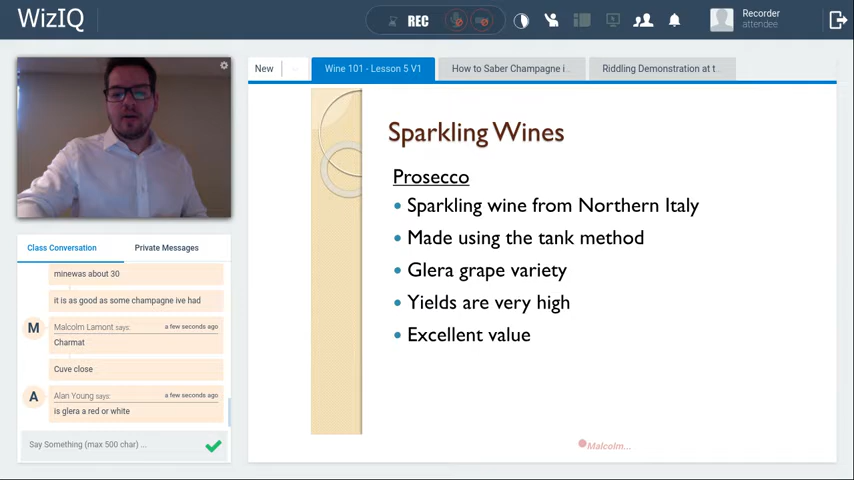 WizIQ
REC
Recorder
attendee
New
Wine 101 - Lesson 5 V1
How to Saber Champagne i..
Riddling Demonstration at t..
Sparkling Wines
Prosecco
Sparkling wine from Northern Italy
Made using the tank method
Glera grape variety
Yields are very high
Excellent value
Malcolm...
Class Conversation
Private Messages
minewas about 30
it is as good as some champagne ive had
M
Malcolm Lamont says:
a few seconds ago
Charmat
Cuve close
A
Alan Young says:
a few seconds ago
is glera a red or white
Say Something (max 500 char) ...